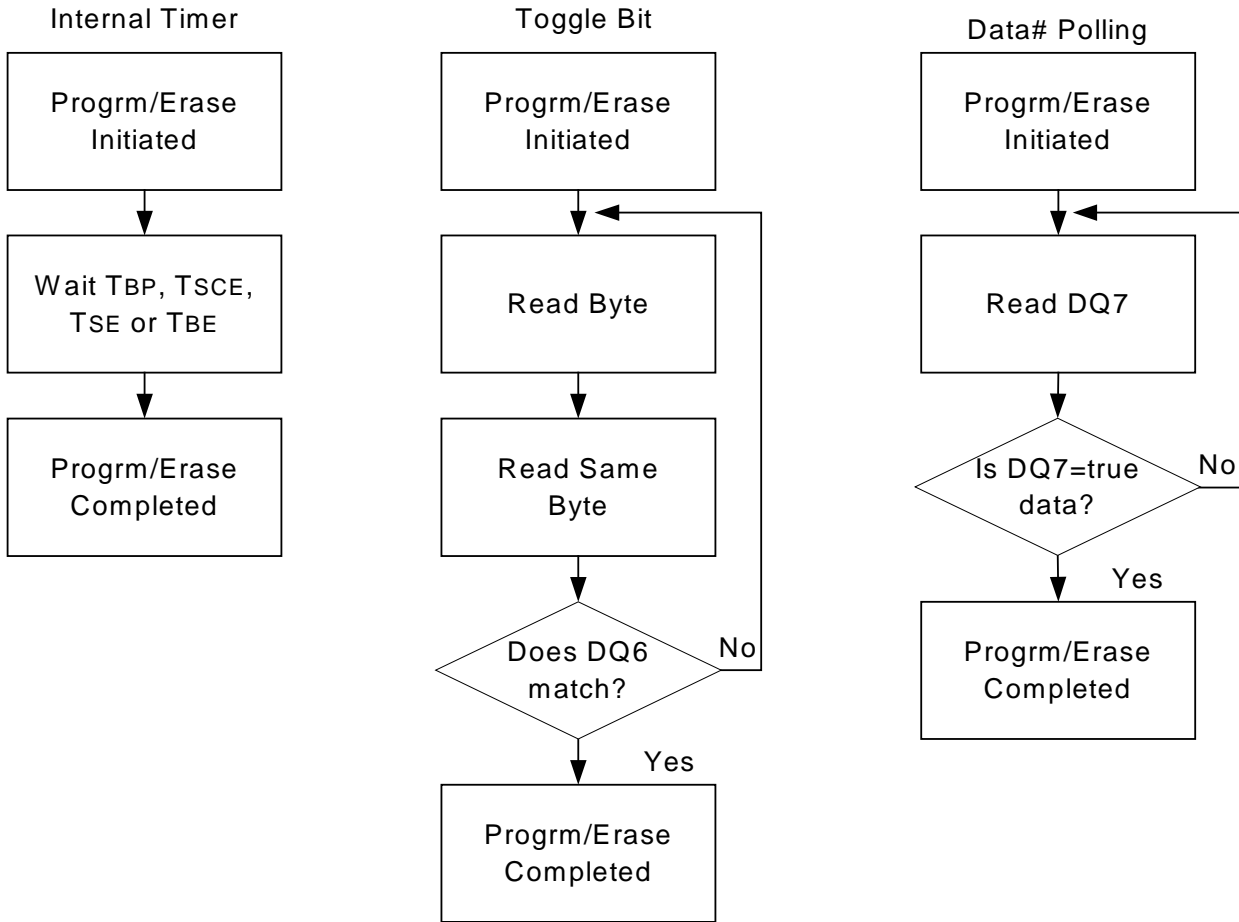 Internal Timer
Progrm/Erase
Initiated
Wait TBP, TSCE,
TSE or TBE
Progrm/Erase
Completed
Toggle Bit
Progrm/Erase
Initiated
Read Byte
Read Same
Byte
Does DQ6
match?
No
Yes
Progrm/Erase
Completed
Data# Polling
Progrm/Erase
Initiated
Read DQ7
Is DQ7=true
data?
No
Yes
Progrm/Erase
Completed